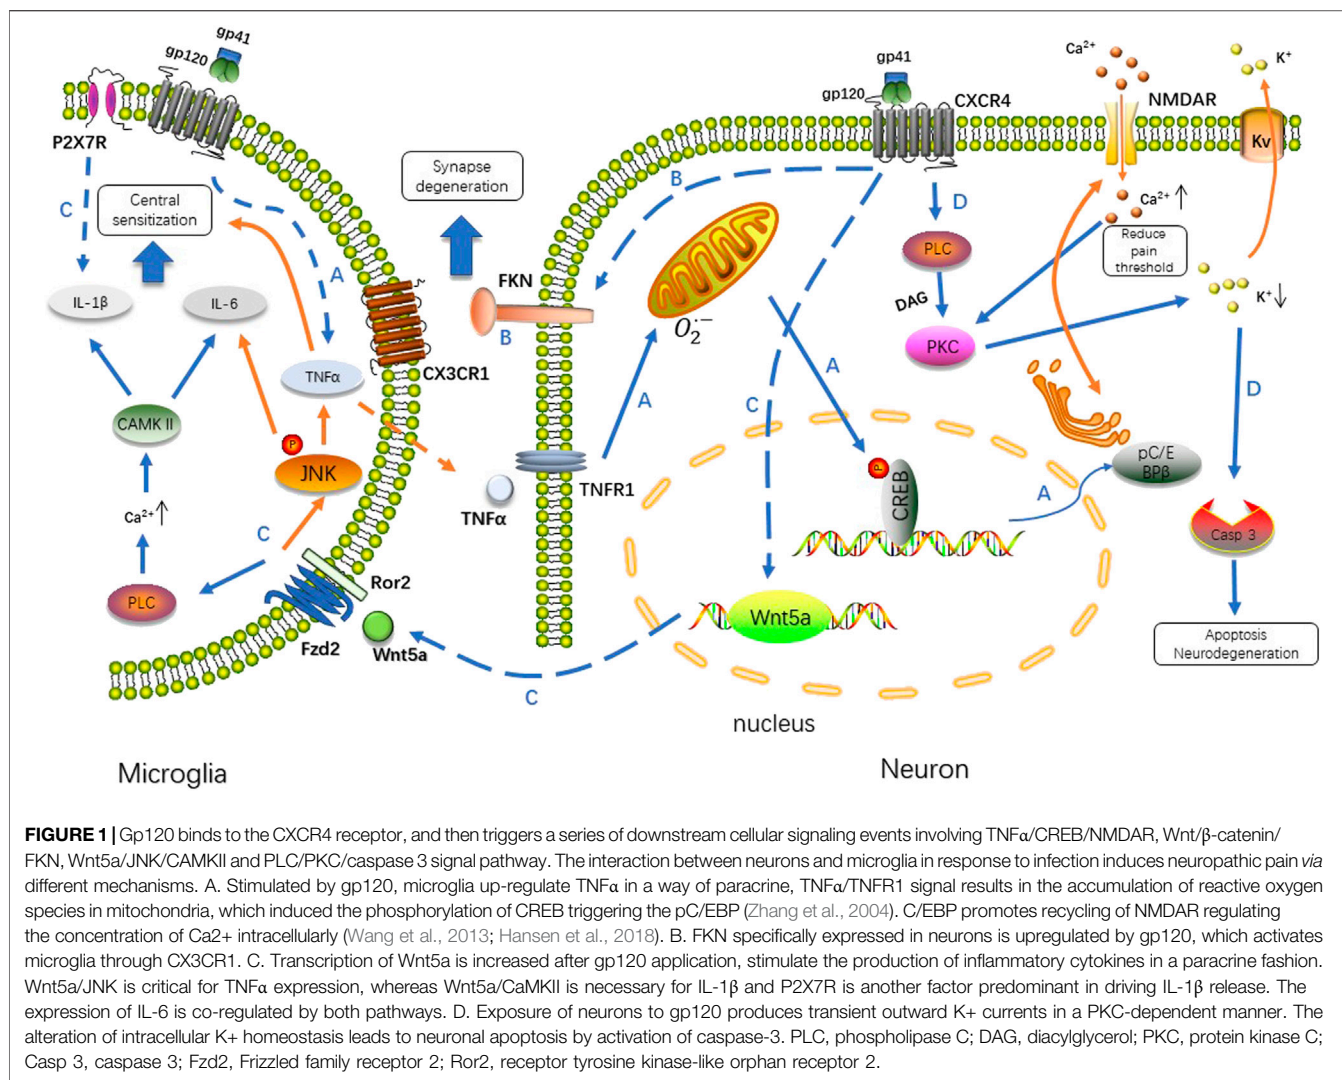 gp41
gp120
P2X7R
C
Central
sensitization
A
IL-1β
IL-6
TNFα
CX3CR1
CAMK II
P
JNK
Ca²⁺↑
C
PLC
Ror2
Fzd2
Wnt5a
Microglia
Synapse
degeneration
FKN
B
TNFα
TNFR1
gp41
gp120
CXCR4
B
D
O₂·⁻
A
A
C
PLC
DAG
PKC
Ca²⁺
NMDAR
K⁺
Kv
Ca²⁺↑
Reduce
pain
threshold
K⁺↓
D
P
CREB
A
pC/E
BPβ
Casp 3
Apoptosis
Neurodegeneration
Wnt5a
C
nucleus
Neuron
FIGURE 1 | Gp120 binds to the CXCR4 receptor, and then triggers a series of downstream cellular signaling events involving TNFα/CREB/NMDAR, Wnt/β-catenin/
FKN, Wnt5a/JNK/CAMKII and PLC/PKC/caspase 3 signal pathway. The interaction between neurons and microglia in response to infection induces neuropathic pain via
different mechanisms. A. Stimulated by gp120, microglia up-regulate TNFα in a way of paracrine, TNFα/TNFR1 signal results in the accumulation of reactive oxygen
species in mitochondria, which induced the phosphorylation of CREB triggering the pC/EBP (Zhang et al., 2004). C/EBP promotes recycling of NMDAR regulating
the concentration of Ca2+ intracellularly (Wang et al., 2013; Hansen et al., 2018). B. FKN specifically expressed in neurons is upregulated by gp120, which activates
microglia through CX3CR1. C. Transcription of Wnt5a is increased after gp120 application, stimulate the production of inflammatory cytokines in a paracrine fashion.
Wnt5a/JNK is critical for TNFα expression, whereas Wnt5a/CaMKII is necessary for IL-1β and P2X7R is another factor predominant in driving IL-1β release. The
expression of IL-6 is co-regulated by both pathways. D. Exposure of neurons to gp120 produces transient outward K+ currents in a PKC-dependent manner. The
alteration of intracellular K+ homeostasis leads to neuronal apoptosis by activation of caspase-3. PLC, phospholipase C; DAG, diacylglycerol; PKC, protein kinase C;
Casp 3, caspase 3; Fzd2, Frizzled family receptor 2; Ror2, receptor tyrosine kinase-like orphan receptor 2.